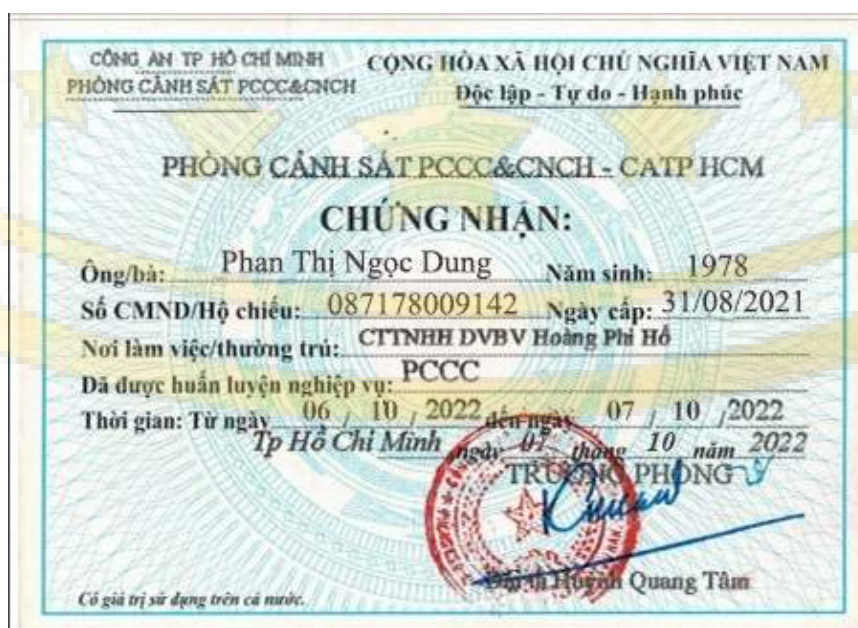 CÔNG AN TP HỒ CHÍ MINH
PHÒNG CẢNH SÁT PCCC&CNCH
CỘNG HÒA XÃ HỘI CHỦ NGHĨA VIỆT NAM
Độc lập - Tự do - Hạnh phúc
PHÒNG CẢNH SÁT PCCC&CNCH - CATP HCM
CHỨNG NHẬN:
Ông/bà: Phan Thị Ngọc Dung Năm sinh: 1978
Số CMND/Hộ chiếu: 087178009142 Ngày cấp: 31/08/2021
Nơi làm việc/thường trú: CTTNHH DVBV Hoàng Phi Hổ
Đã được huấn luyện nghiệp vụ: PCCC
Thời gian: Từ ngày 06 / 10 / 2022 đến ngày 07 / 10 / 2022
Tp Hồ Chí Minh ngày 07 tháng 10 năm 2022
TRƯỞNG PHÒNG
Đại tá Huỳnh Quang Tâm
Có giá trị sử dụng trên cả nước.